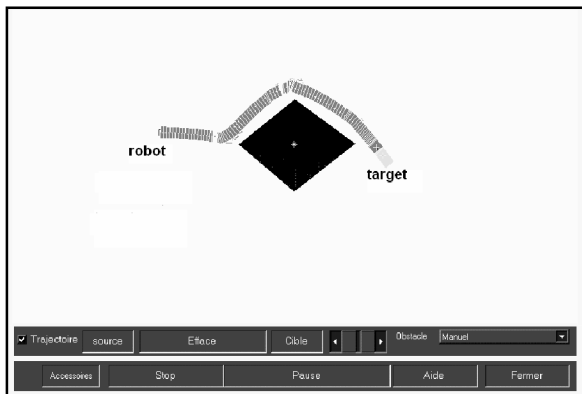 robot
target
Trajectoire source Efface Cible Obstacle Manuel
Accessoires Stop Pause Aide Fermer